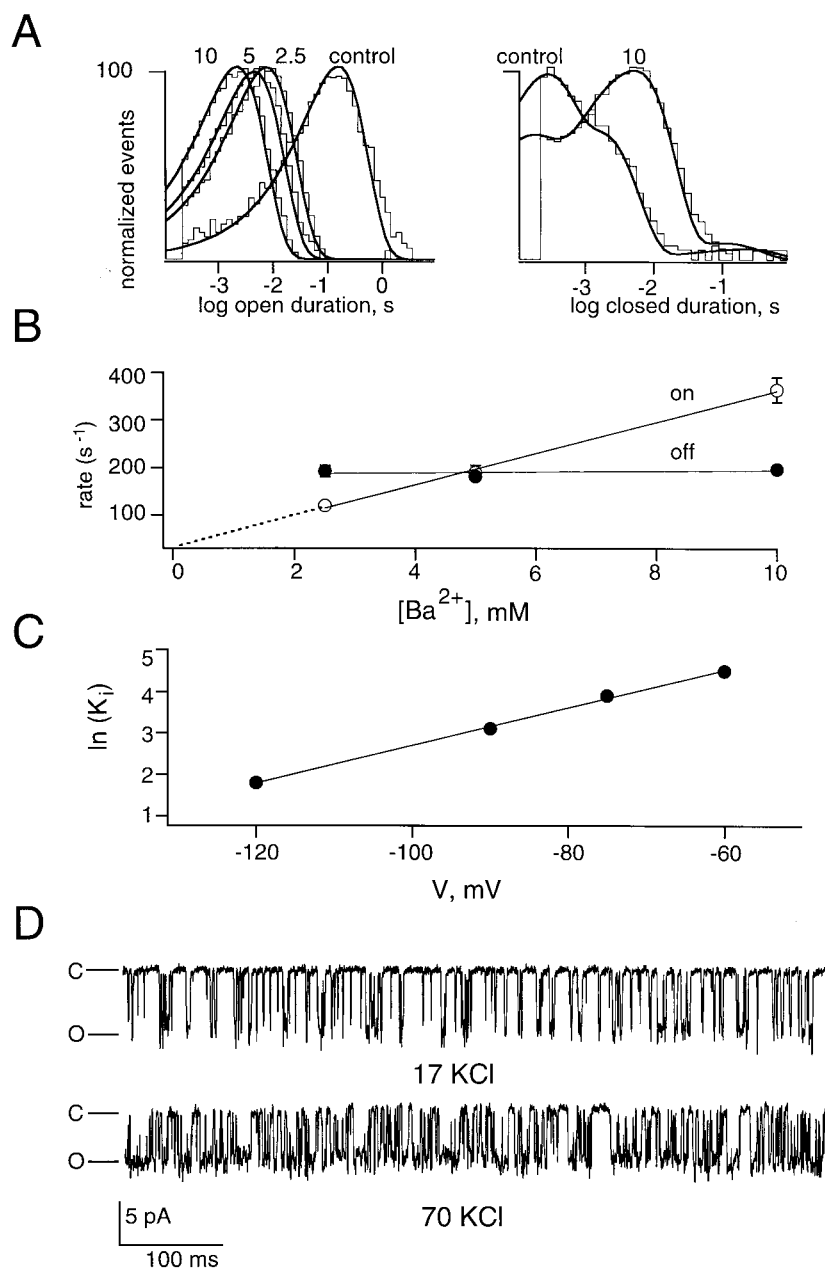 A
10 5 2.5 control
control 10
100
normalized events
-3 -2 -1 0
log open duration, s
-3 -2 -1
log closed duration, s
B
400
300
200
100
rate (s-1)
on
off
0 2 4 6 8 10
[Ba2+], mM
C
5
4
3
2
1
ln (Ki)
-120 -100 -80 -60
V, mV
D
C
O
17 KCl
C
O
5 pA
100 ms
70 KCl